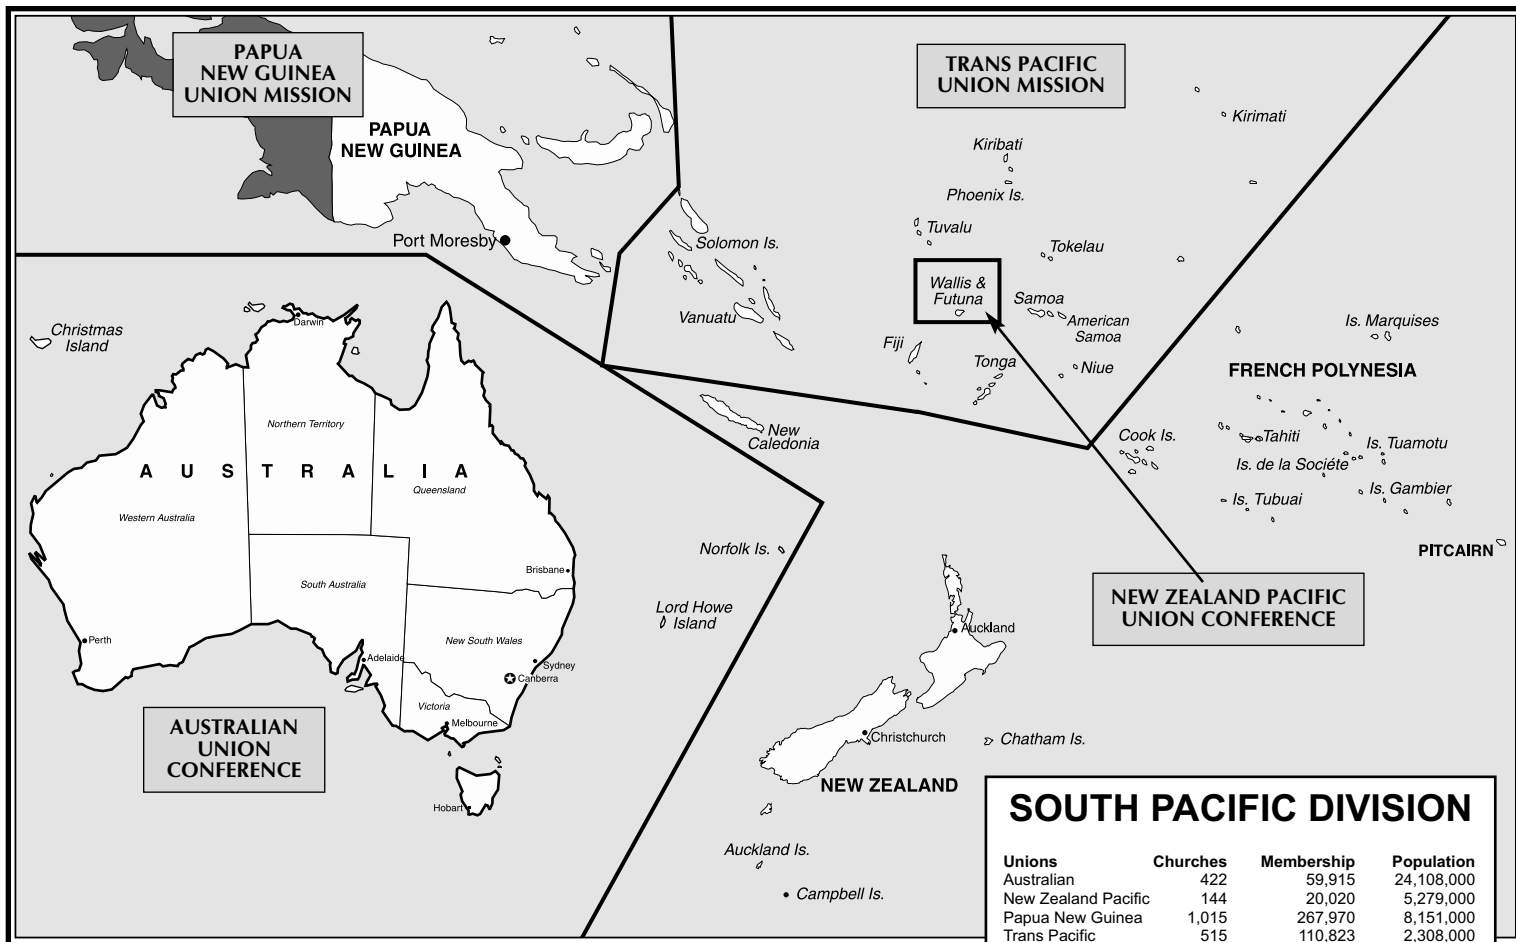 PAPUA
NEW GUINEA
UNION MISSION
TRANS PACIFIC
UNION MISSION
PAPUA
NEW GUINEA
Port Moresby
Kirimati
Kiribati
Phoenix Is.
Tuvalu
Tokelau
Solomon Is.
Wallis &
Futuna
Samoa
American
Samoa
Vanuatu
Fiji
Tonga
Niue
Is. Marquises
FRENCH POLYNESIA
Christmas
Island
Darwin
Northern Territory
AUSTRALIA
Queensland
Western Australia
New
Caledonia
Cook Is.
Tahiti
Is. Tuamotu
Is. de la Sociéte
Is. Gambier
Is. Tubuai
PITCAIRN
Norfolk Is.
Brisbane
South Australia
Lord Howe
Island
NEW ZEALAND PACIFIC
UNION CONFERENCE
Perth
New South Wales
Adelaide
Sydney
Canberra
Victoria
Melbourne
Auckland
Christchurch
Chatham Is.
NEW ZEALAND
AUSTRALIAN
UNION
CONFERENCE
Hobart
Auckland Is.
Campbell Is.
SOUTH PACIFIC DIVISION
Unions Churches Membership Population
Australian 422 59,915 24,108,000
New Zealand Pacific 144 20,020 5,279,000
Papua New Guinea 1,015 267,970 8,151,000
Trans Pacific 515 110,823 2,308,000